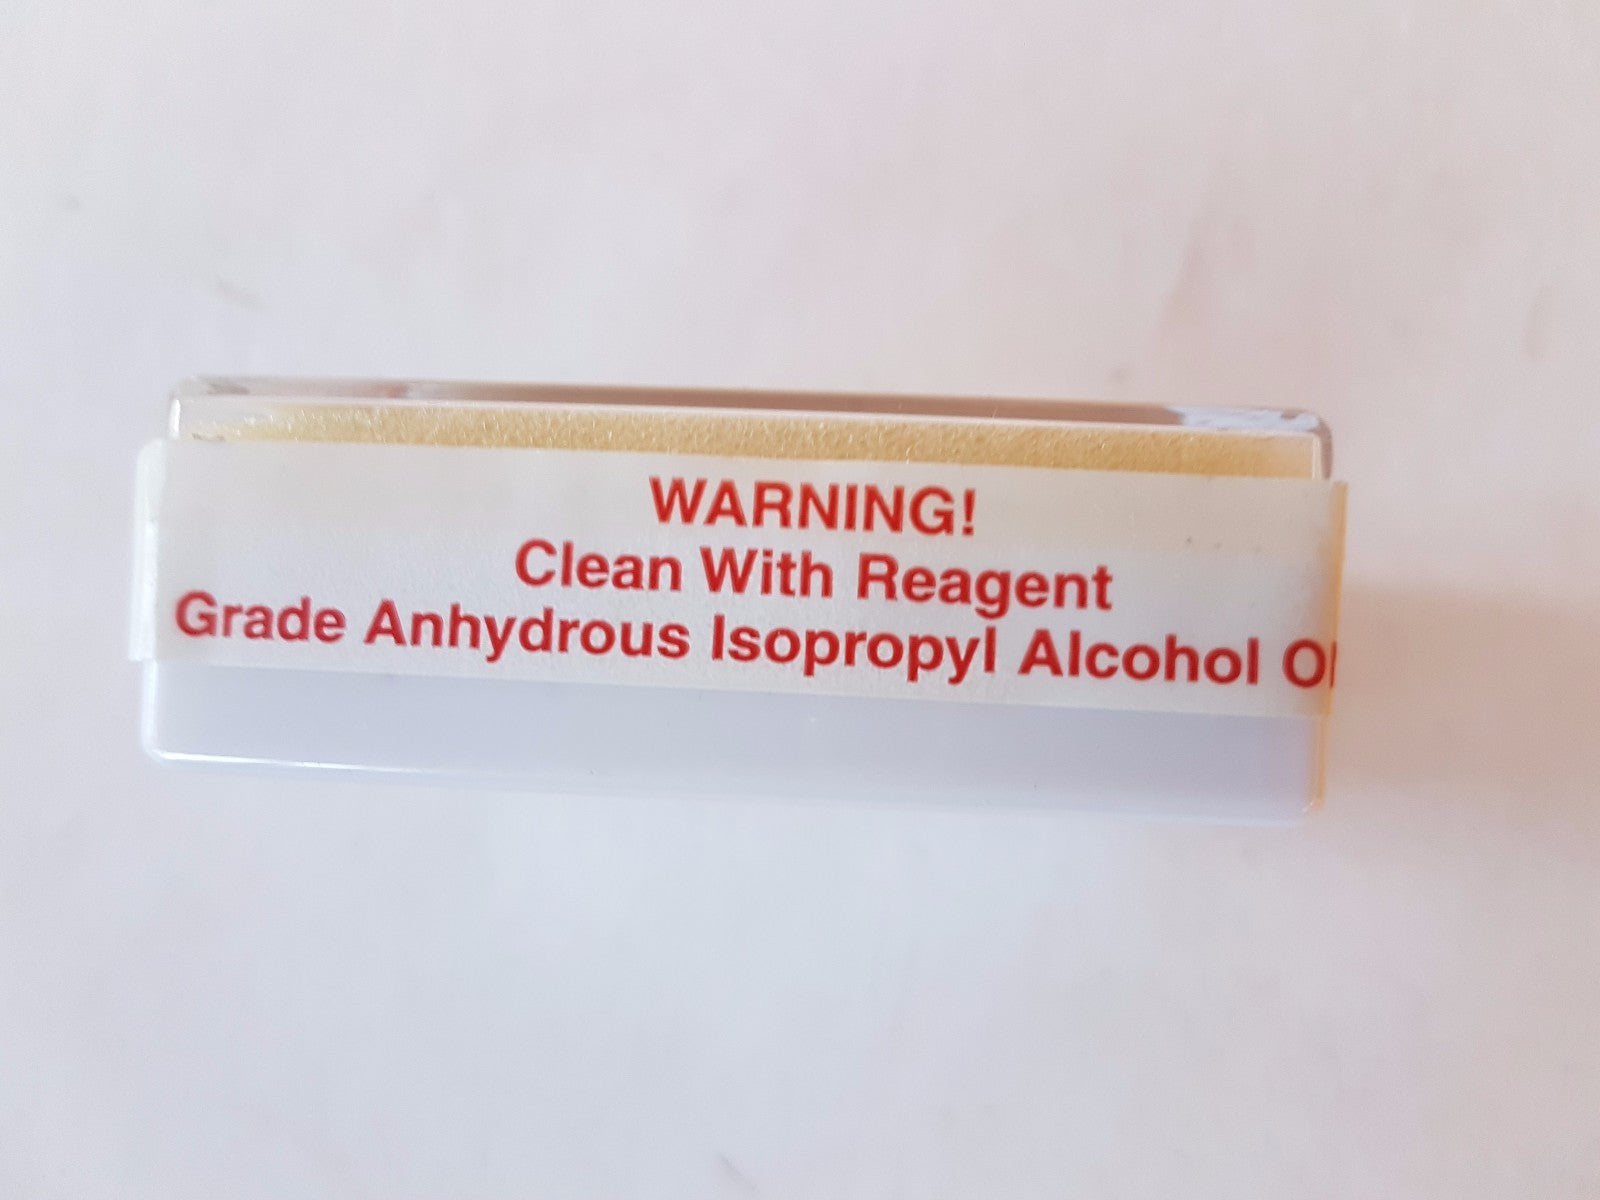 WARNING!
Clean With Reagent
Grade Anhydrous Isopropyl Alcohol